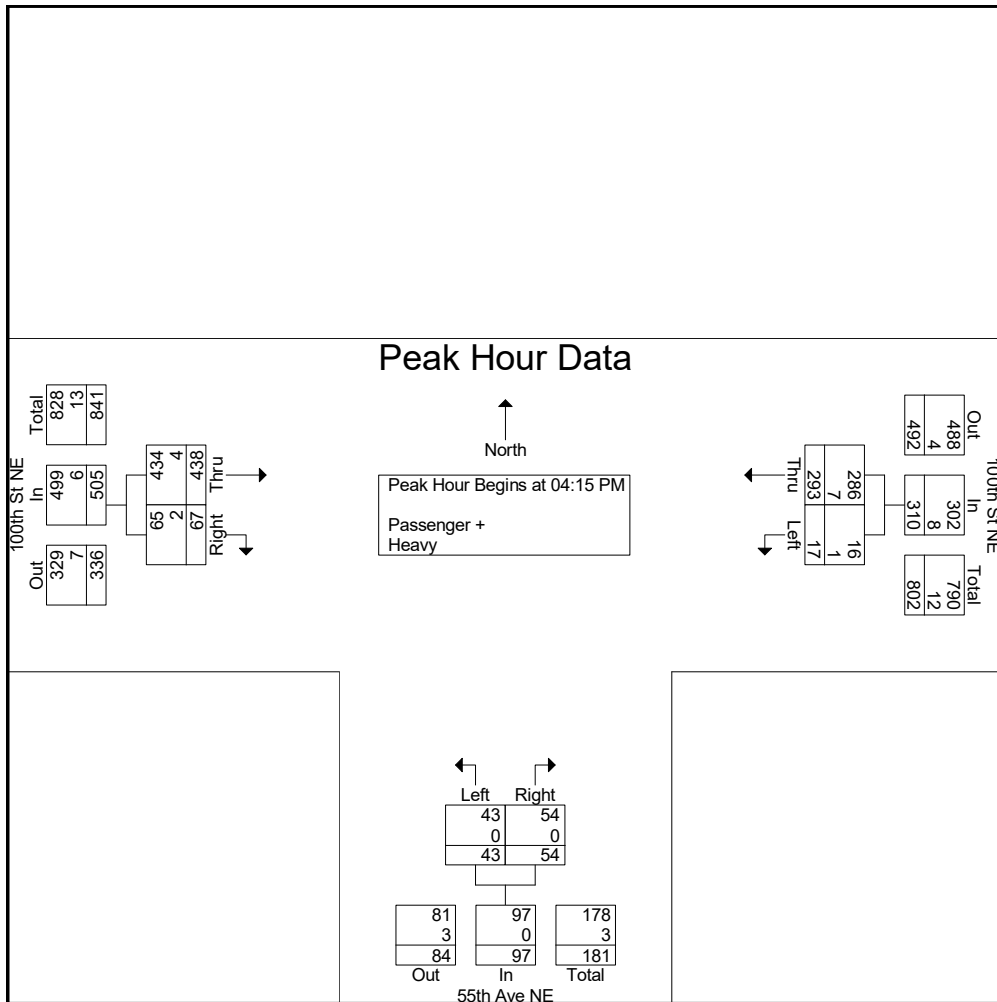 Peak Hour Data
North
Peak Hour Begins at 04:15 PM
Passenger +
Heavy
100th St NE
Total
828
13
841
In
499
6
505
Out
329
7
336
Thru
434
4
438
Right
65
2
67
100th St NE
Out
488
4
492
In
302
8
310
Total
790
12
802
Thru
286
7
293
Left
16
1
17
Left Right
43 54
0 0
43 54
81 97 178
3 0 3
84 97 181
Out In Total
55th Ave NE